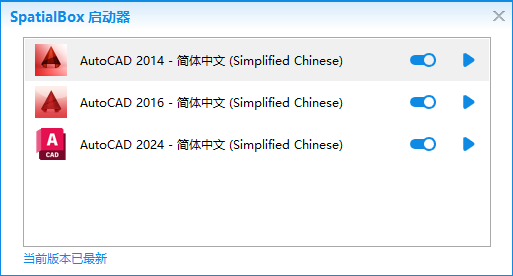 SpatialBox 启动器
AutoCAD 2014 - 简体中文 (Simplified Chinese)
AutoCAD 2016 - 简体中文 (Simplified Chinese)
A
CAD
AutoCAD 2024 - 简体中文 (Simplified Chinese)
当前版本已最新